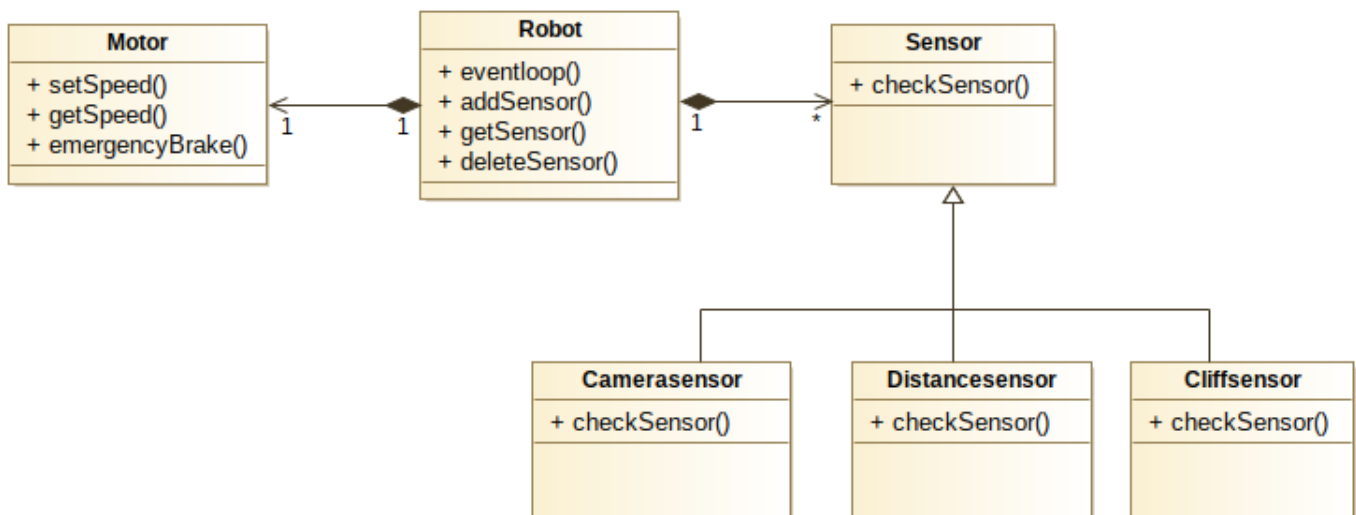 Motor
+ setSpeed()
+ getSpeed()
+ emergencyBrake()
1
1
Robot
+ eventloop()
+ addSensor()
+ getSensor()
+ deleteSensor()
1
*
Sensor
+ checkSensor()
Camerasensor
+ checkSensor()
Distancesensor
+ checkSensor()
Cliffsensor
+ checkSensor()